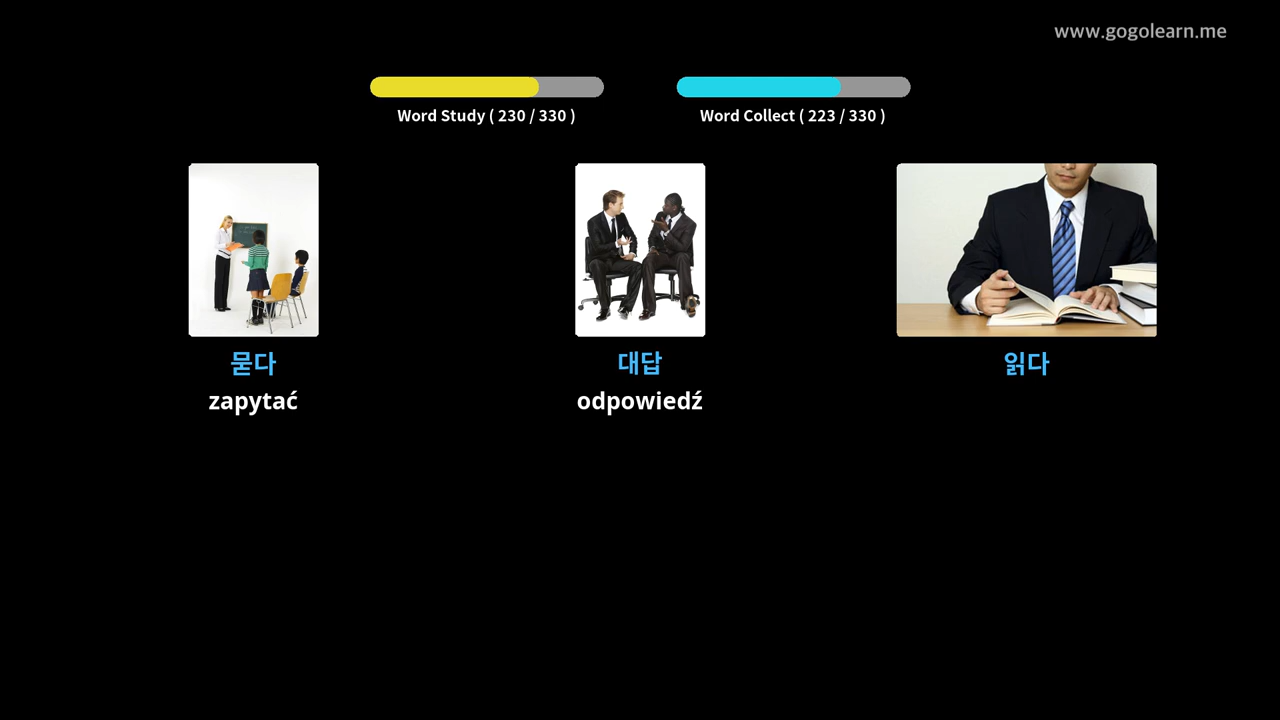 www.gogolearn.me
Word Study ( 230 / 330 )
Word Collect ( 223 / 330 )
묻다
대답
읽다
zapytać
odpowiedź